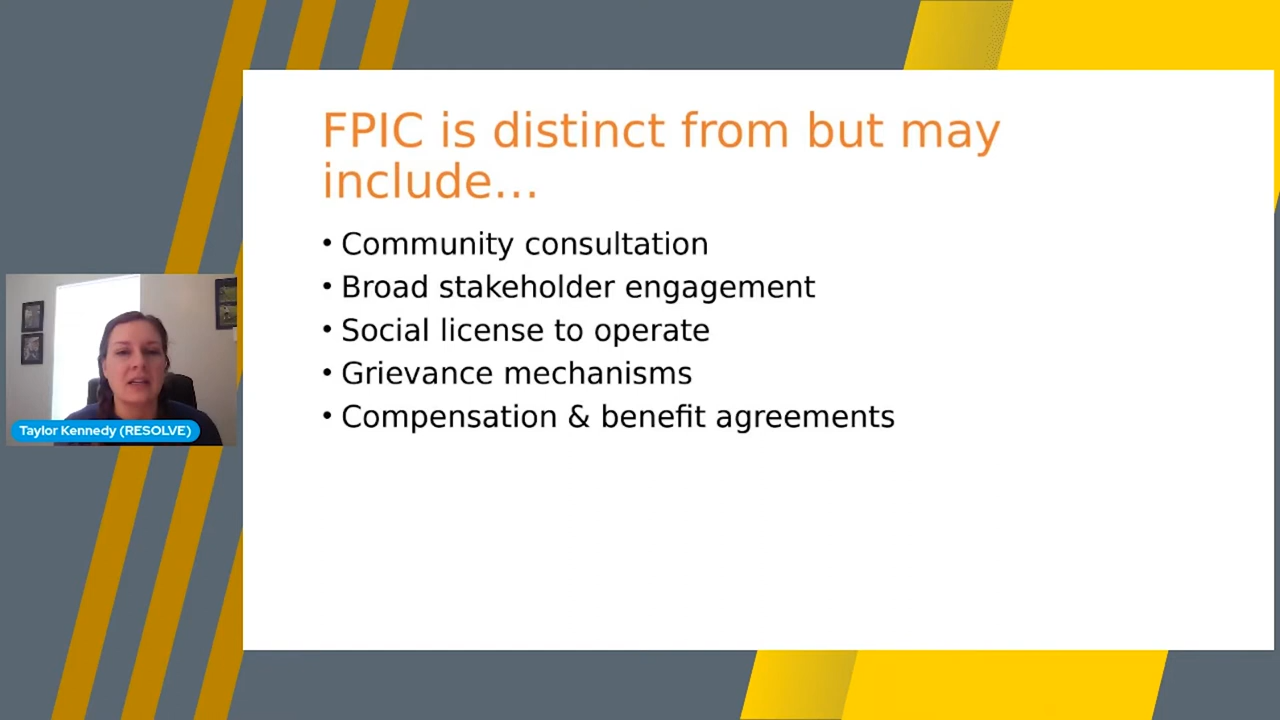 FPIC is distinct from but may
include...
• Community consultation
• Broad stakeholder engagement
• Social license to operate
• Grievance mechanisms
• Compensation & benefit agreements
Taylor Kennedy (RESOLVE)